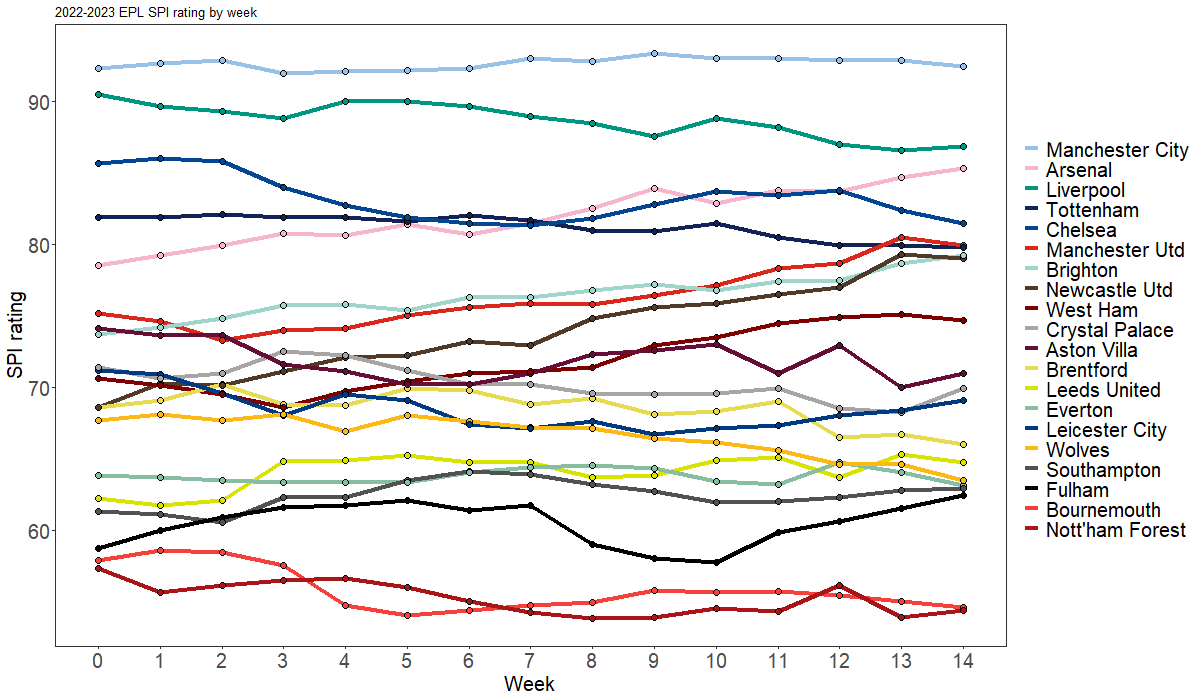 2022-2023 EPL SPI rating by week
SPI rating
90
80
70
60
0 1 2 3 4 5 6 7 8 9 10 11 12 13 14
Week
Manchester City
Arsenal
Liverpool
Tottenham
Chelsea
Manchester Utd
Brighton
Newcastle Utd
West Ham
Crystal Palace
Aston Villa
Brentford
Leeds United
Everton
Leicester City
Wolves
Southampton
Fulham
Bournemouth
Nott'ham Forest